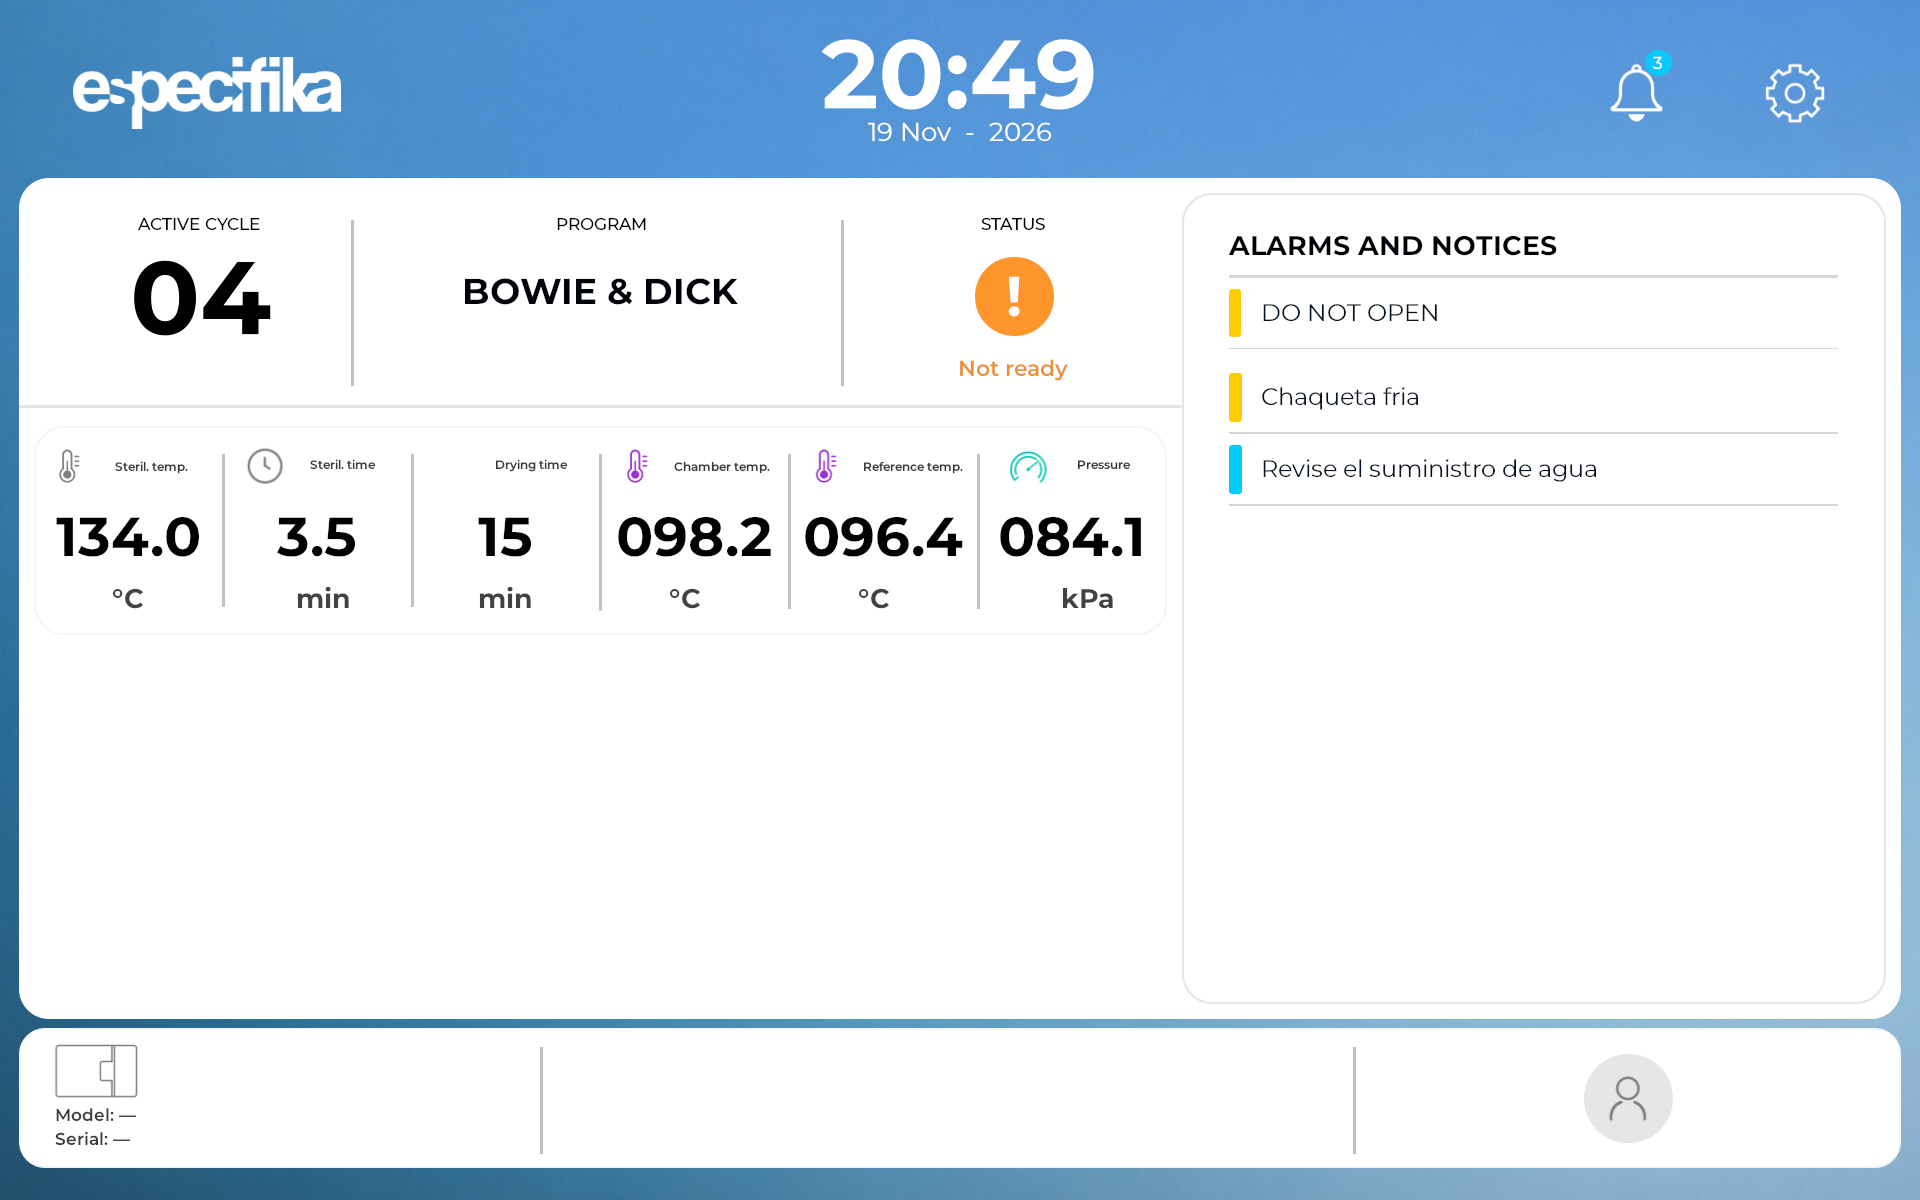 especifika
20:49
19 Nov - 2026
3
ACTIVE CYCLE
04
PROGRAM
BOWIE & DICK
STATUS
!
Not ready
ALARMS AND NOTICES
DO NOT OPEN
Chaqueta fria
Revise el suministro de agua
Steril. temp.
134.0
°C
Steril. time
3.5
min
Drying time
15
min
Chamber temp.
098.2
°C
Reference temp.
096.4
°C
Pressure
084.1
kPa
Model: —
Serial: —